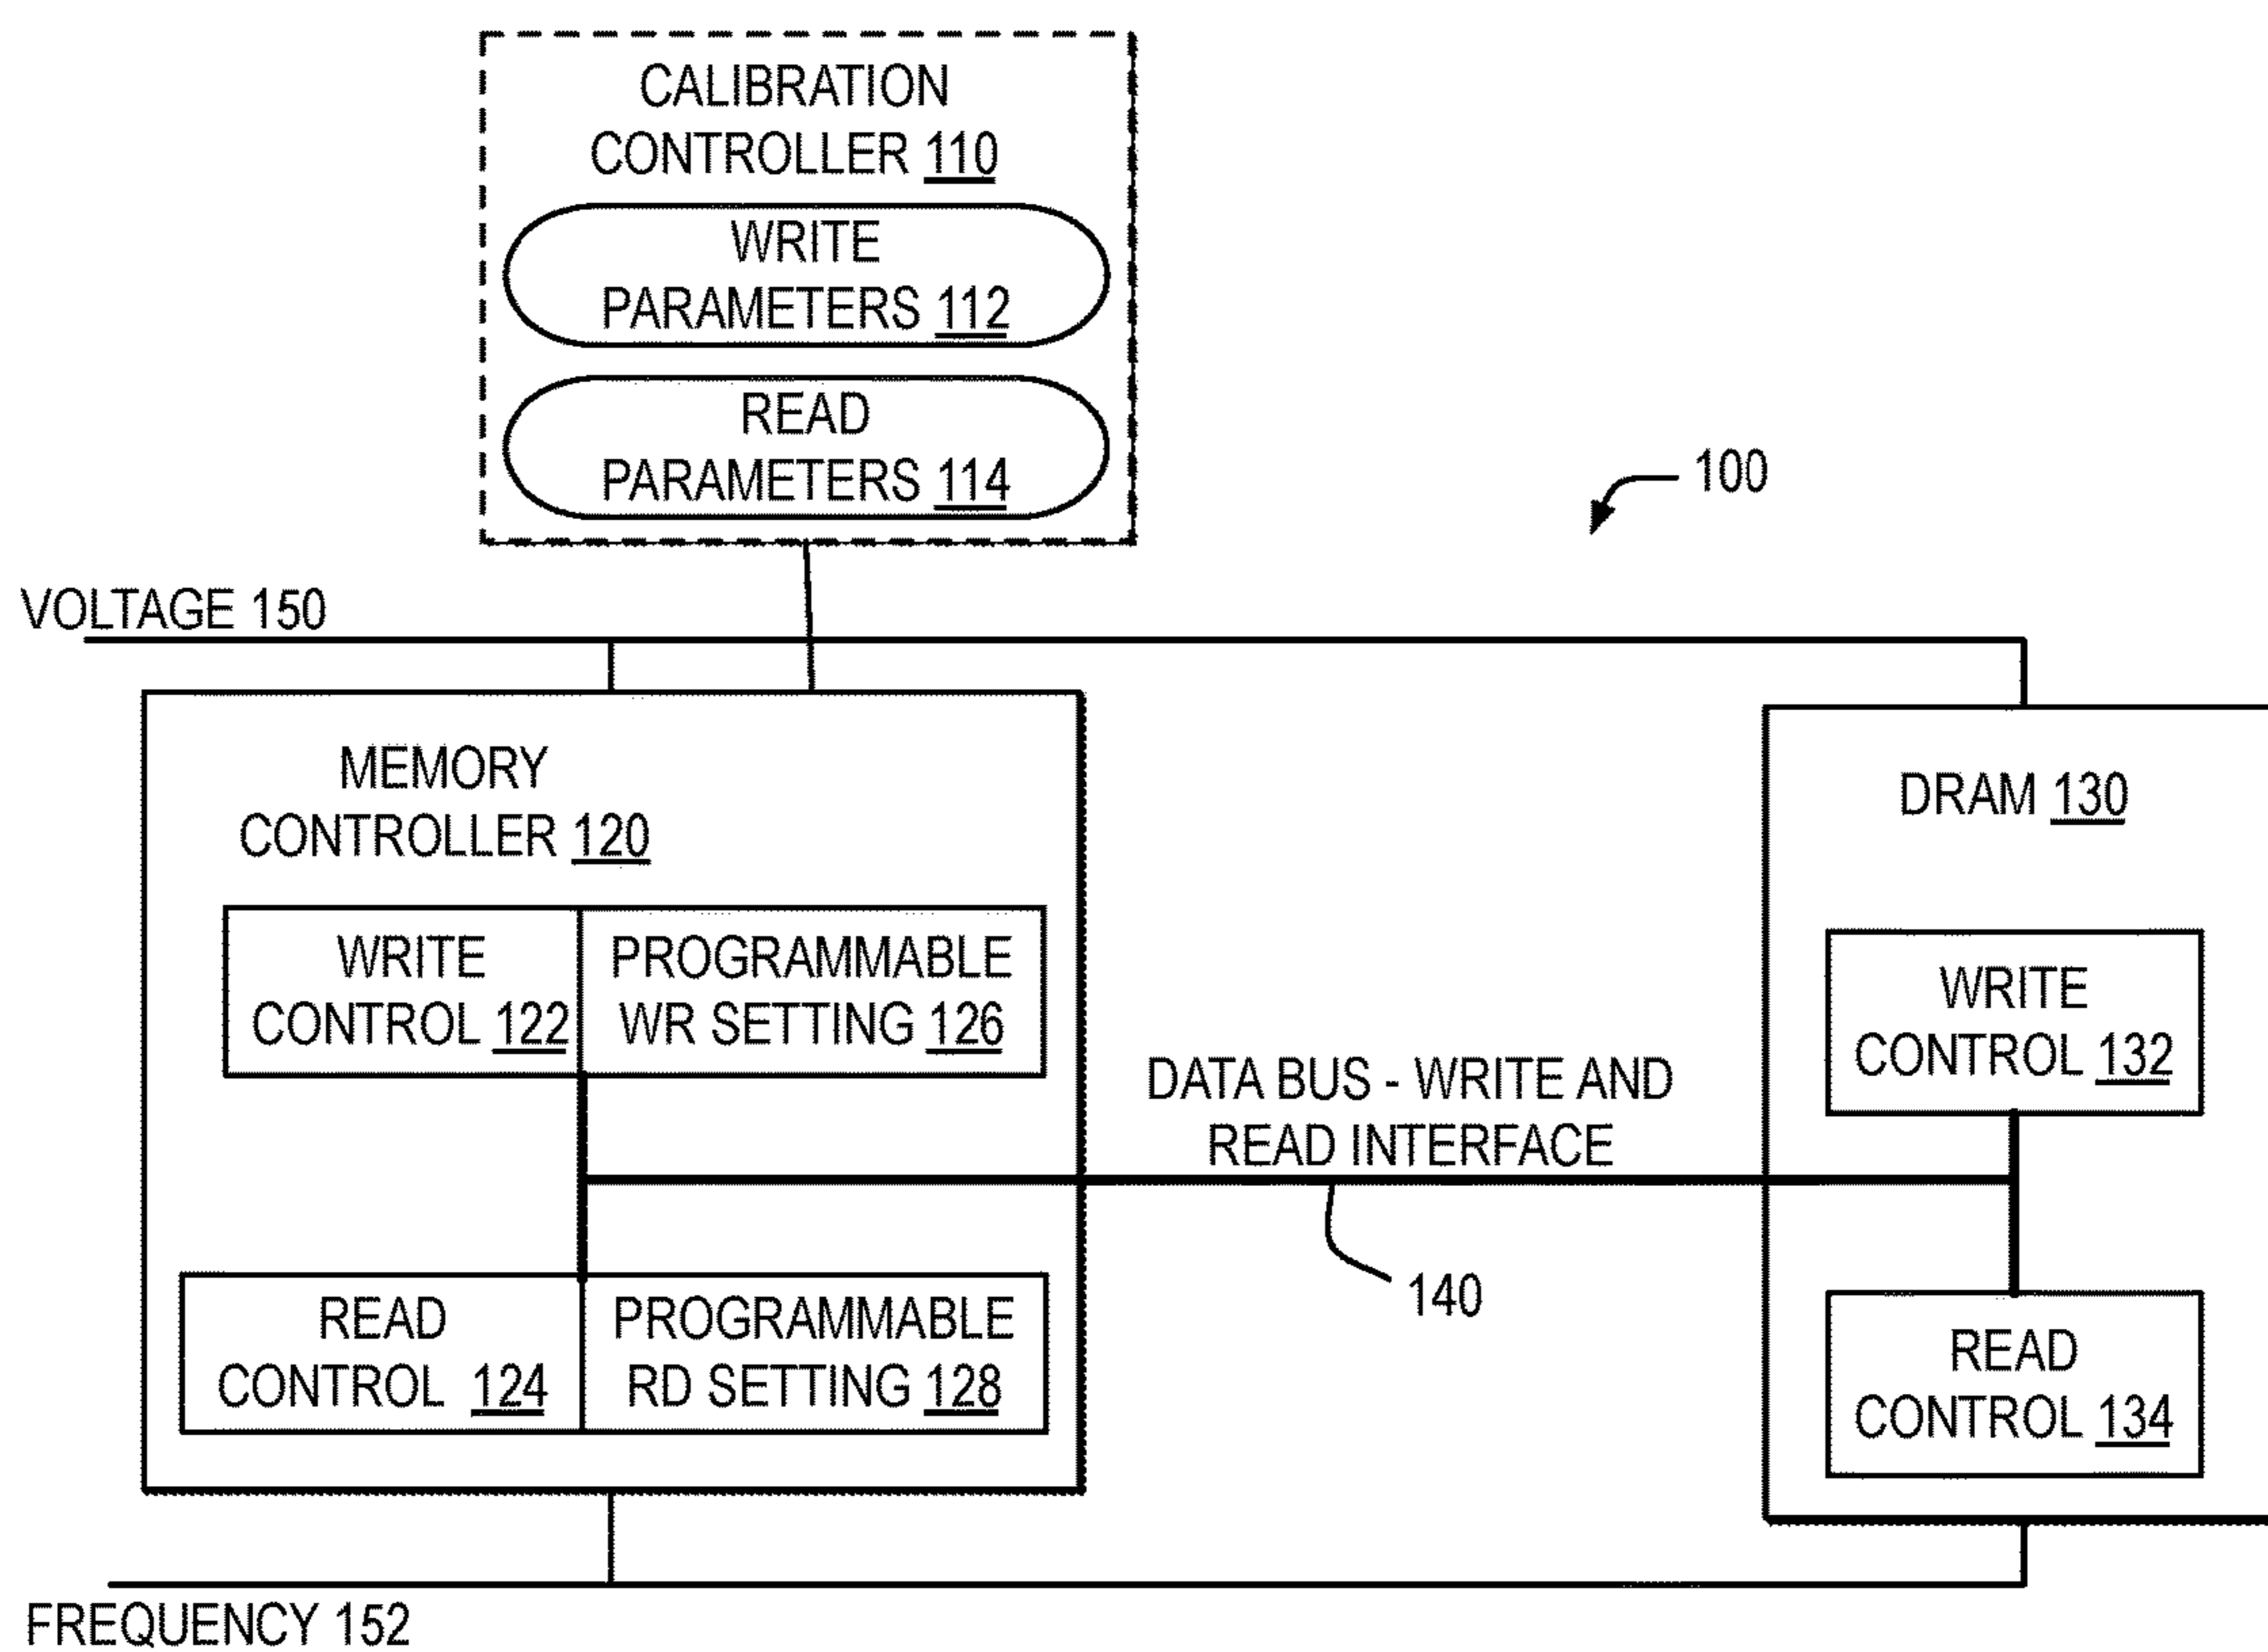 CALIBRATION
CONTROLLER 110
WRITE
PARAMETERS 112
READ
PARAMETERS 114
100
VOLTAGE 150
MEMORY
CONTROLLER 120
WRITE
CONTROL 122
PROGRAMMABLE
WR SETTING 126
READ
CONTROL 124
PROGRAMMABLE
RD SETTING 128
DATA BUS - WRITE AND
READ INTERFACE
140
DRAM 130
WRITE
CONTROL 132
READ
CONTROL 134
FREQUENCY 152